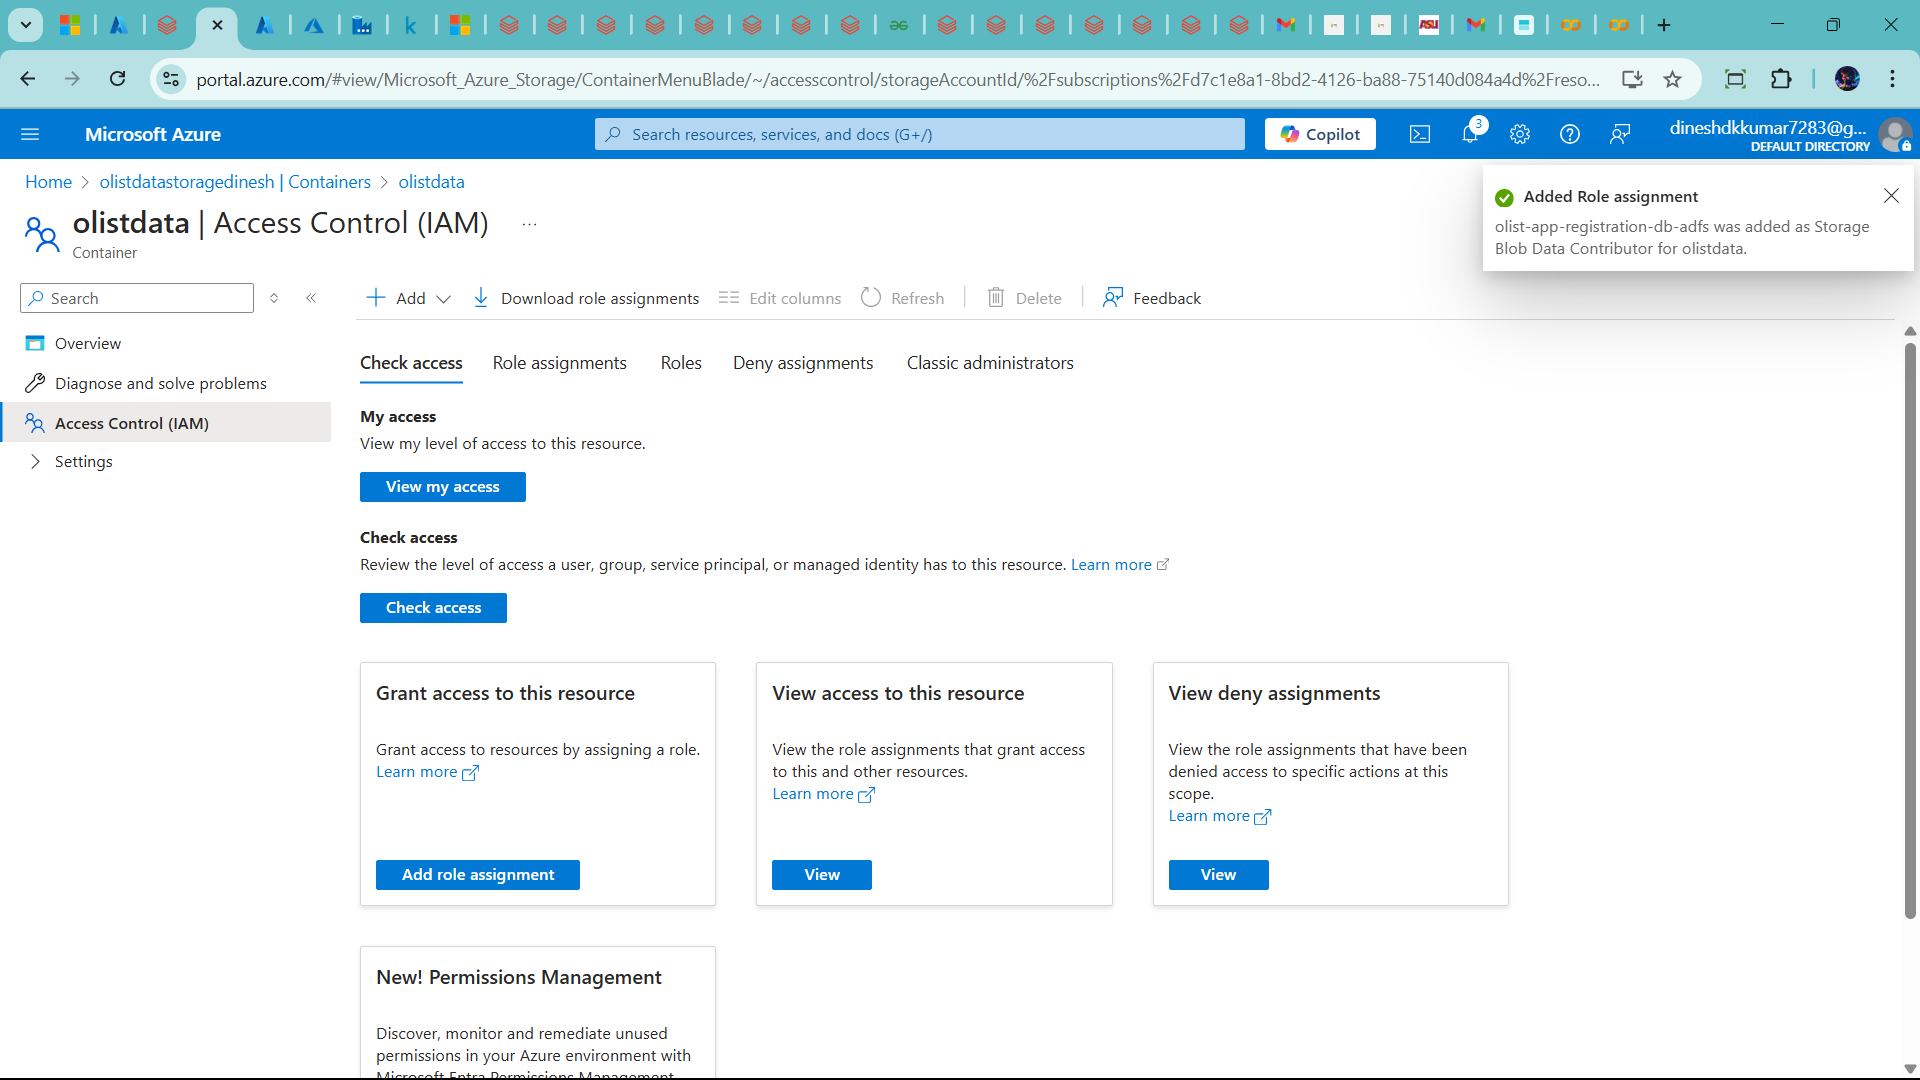 portal.azure.com/#view/Microsoft_Azure_Storage/ContainerMenuBlade/~/accesscontrol/storageAccountId/%2Fsubscriptions%2Fd7c1e8a1-8bd2-4126-ba88-75140d084a4d%2Freso...
Microsoft Azure
Search resources, services, and docs (G+/)
Copilot
3
dineshdkkumar7283@g...
DEFAULT DIRECTORY
Home > olistdatastoragedinesh | Containers > olistdata
olistdata | Access Control (IAM) ...
Container
Added Role assignment
olist-app-registration-db-adfs was added as Storage
Blob Data Contributor for olistdata.
Search
Add
Download role assignments
Edit columns
Refresh
Delete
Feedback
Overview
Diagnose and solve problems
Access Control (IAM)
Settings
Check access
Role assignments
Roles
Deny assignments
Classic administrators
My access
View my level of access to this resource.
View my access
Check access
Review the level of access a user, group, service principal, or managed identity has to this resource. Learn more
Check access
Grant access to this resource
Grant access to resources by assigning a role.
Learn more
Add role assignment
View access to this resource
View the role assignments that grant access
to this and other resources.
Learn more
View
View deny assignments
View the role assignments that have been
denied access to specific actions at this
scope.
Learn more
View
New! Permissions Management
Discover, monitor and remediate unused
permissions in your Azure environment with
Microsoft Entra Permissions Management